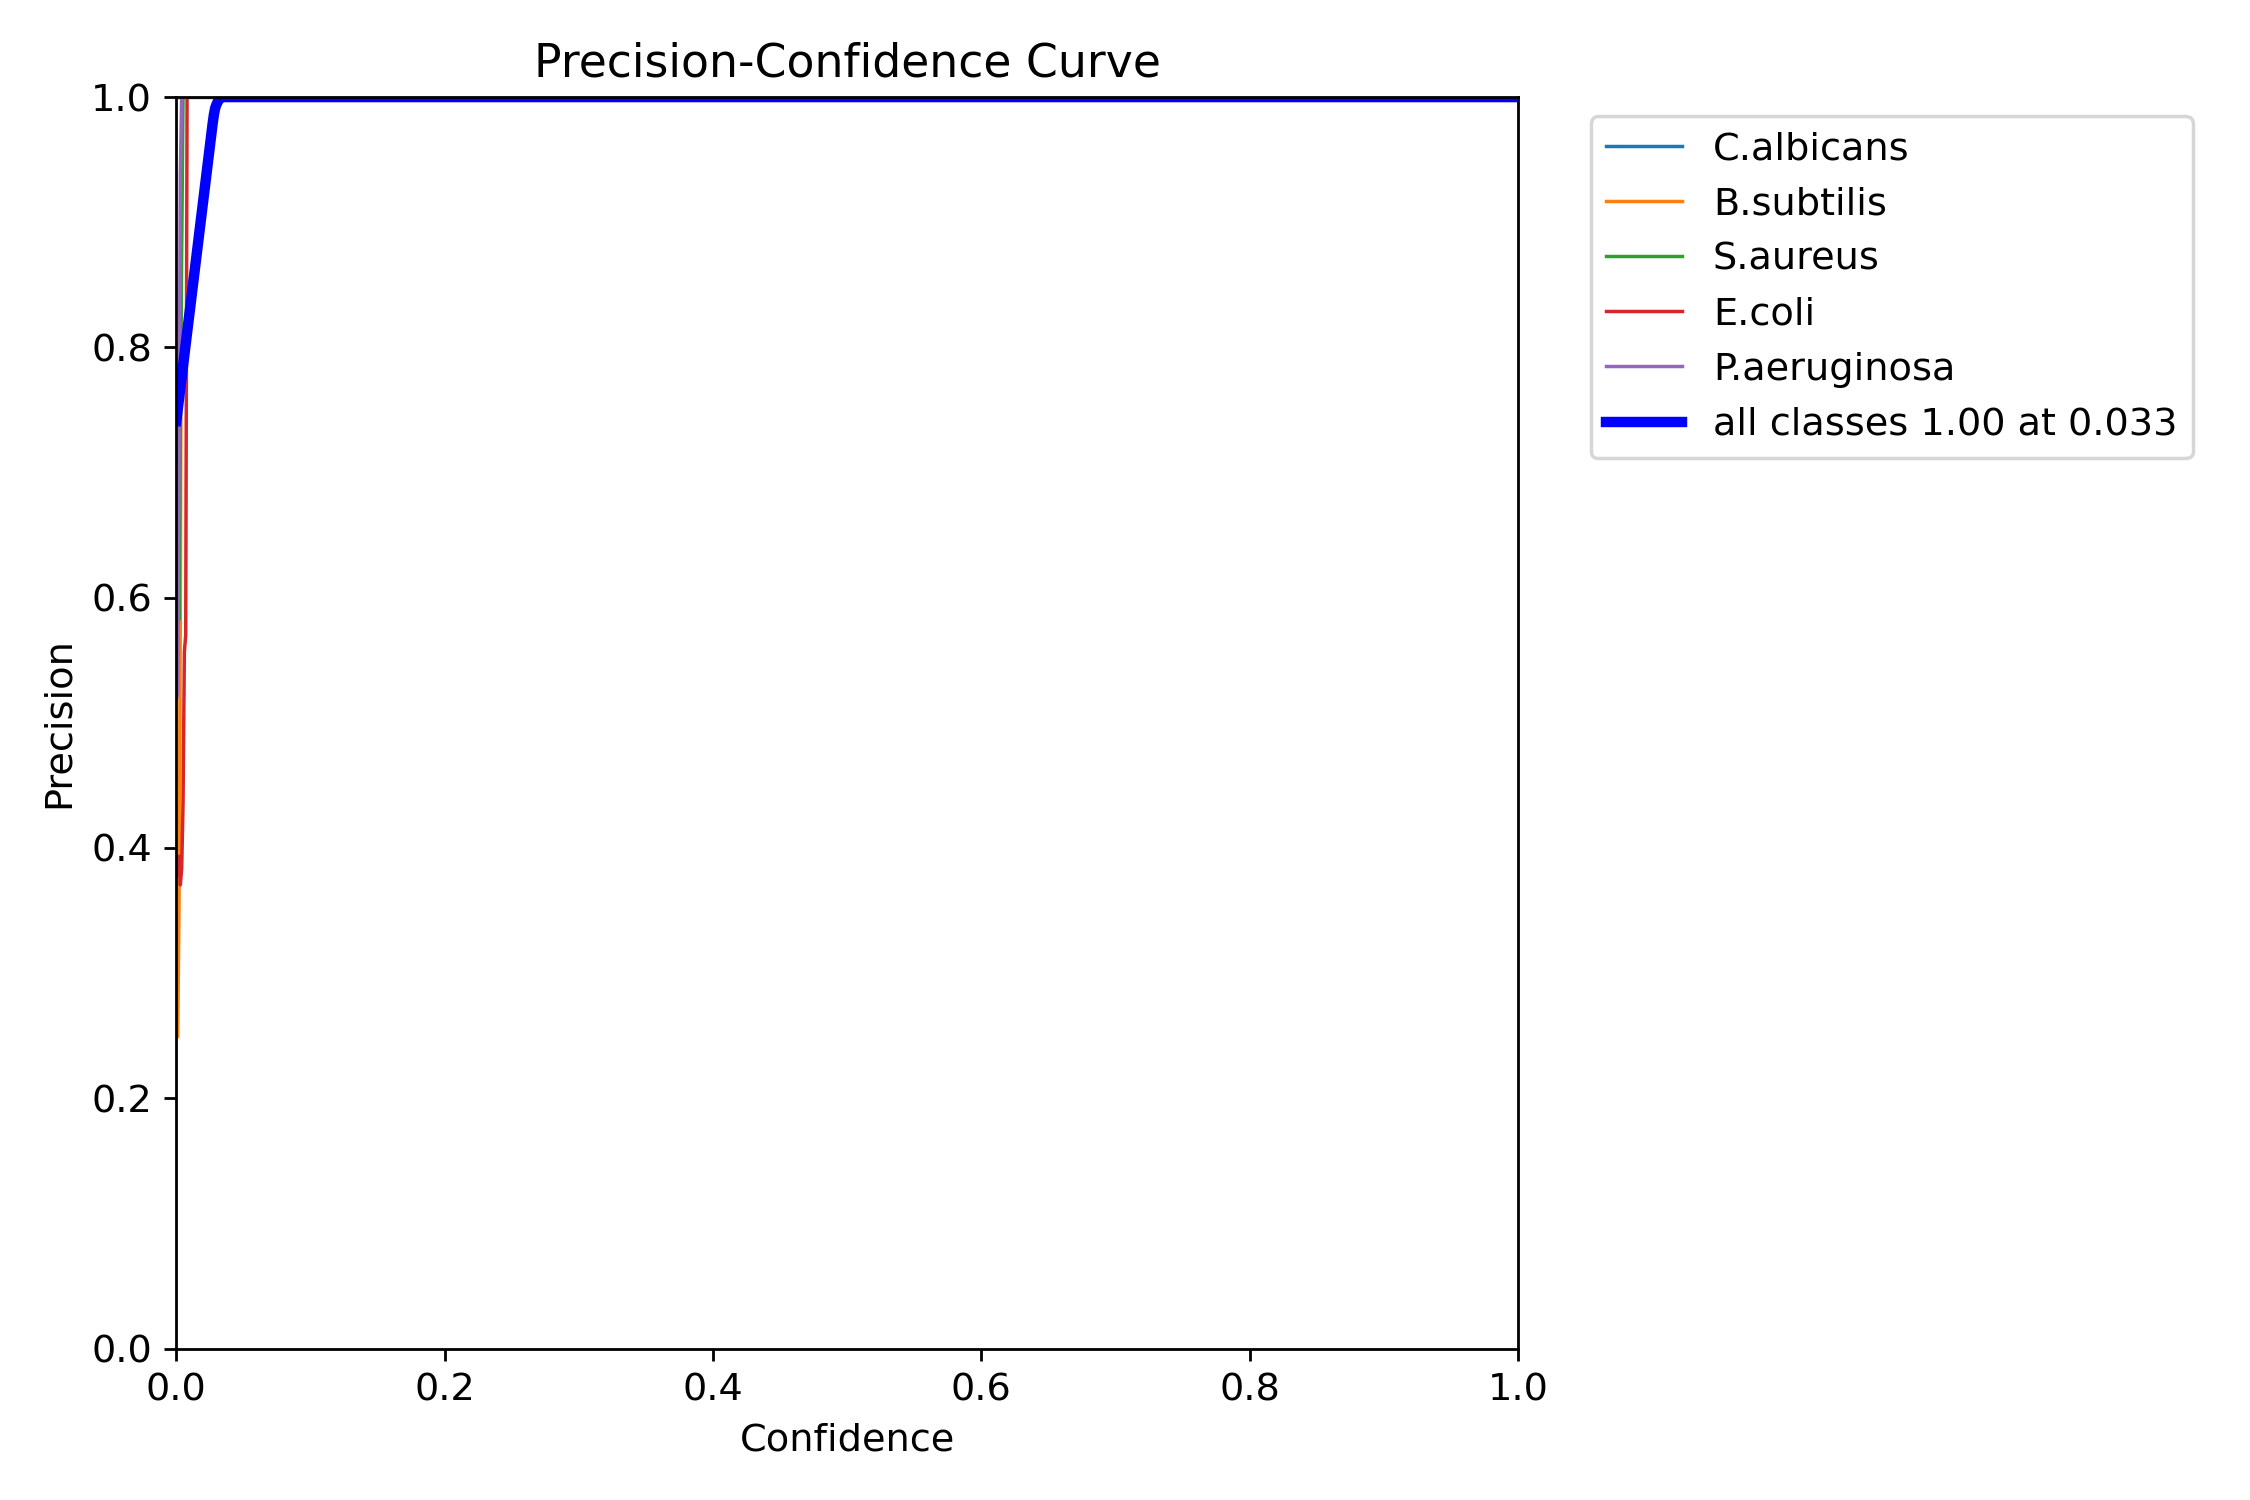 Precision-Confidence Curve
1.0
0.8
0.6
0.4
0.2
0.0
Precision
0.0 0.2 0.4 0.6 0.8 1.0
Confidence
C.albicans
B.subtilis
S.aureus
E.coli
P.aeruginosa
all classes 1.00 at 0.033